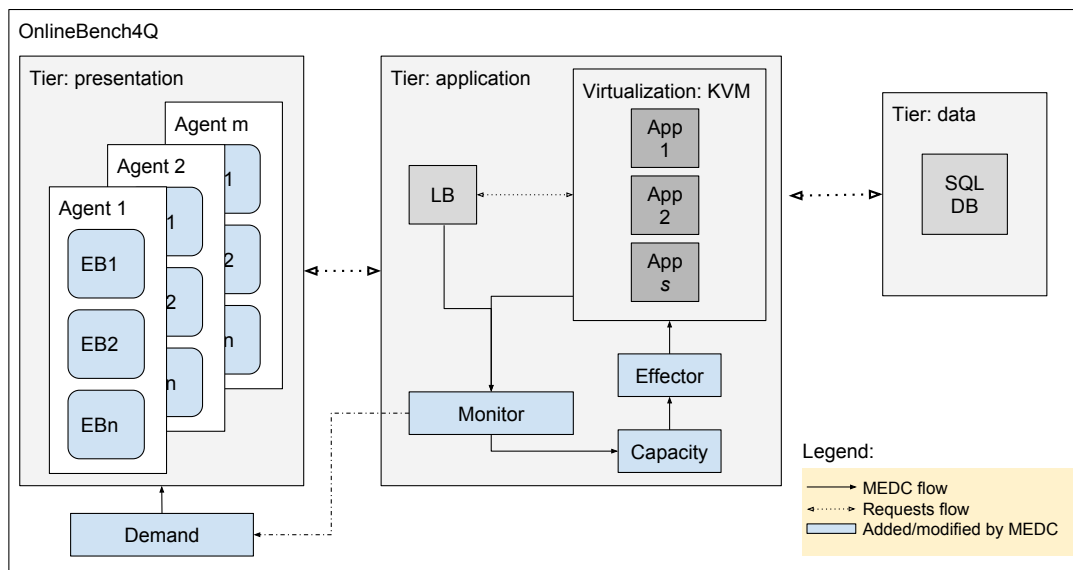 OnlineBench4Q
Tier: presentation
Agent m
1
2
n
Agent 2
1
2
n
Agent 1
EB1
EB2
EBn
Demand
Tier: application
LB
Virtualization: KVM
App
1
App
2
App
s
Effector
Monitor
Capacity
Tier: data
SQL
DB
Legend:
MEDC flow
Requests flow
Added/modified by MEDC